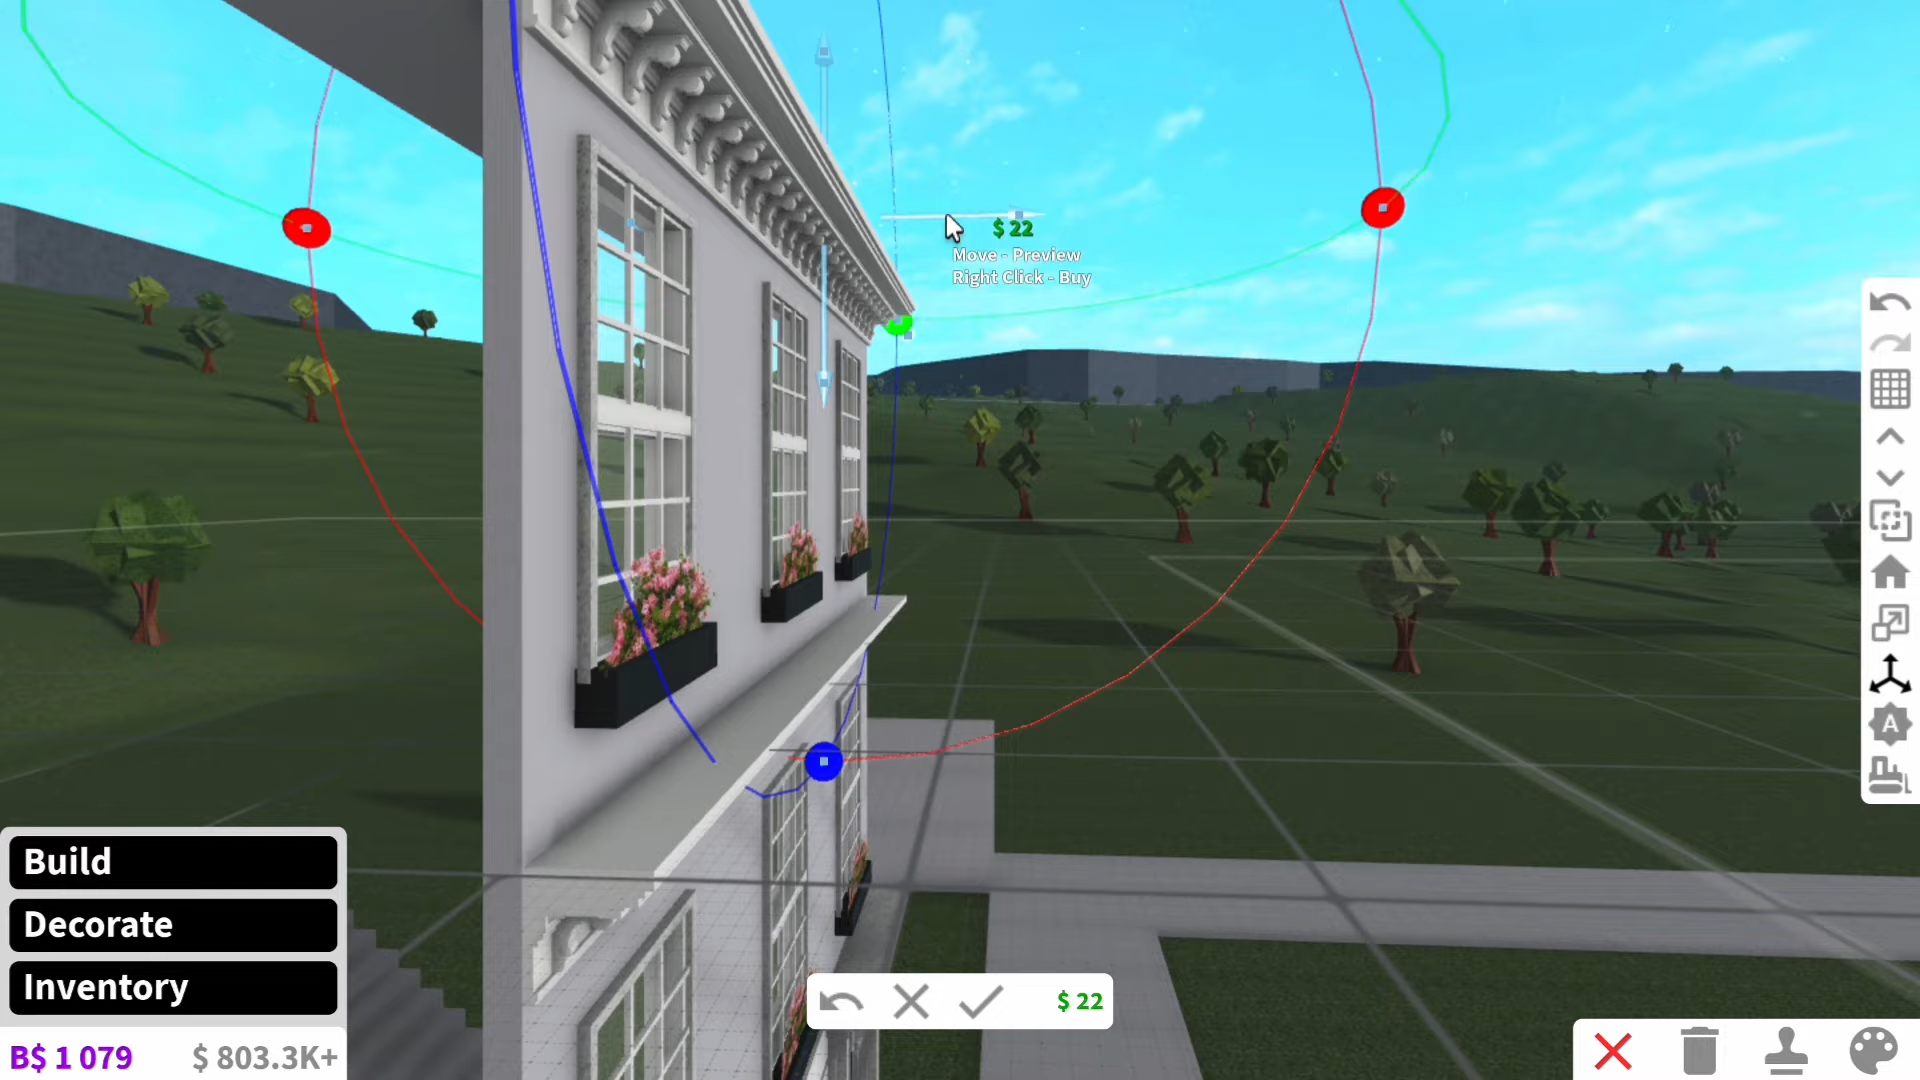 $ 22
Move - Preview
Right Click - Buy
A
Build
Decorate
Inventory
B$ 1 079
$ 803.3K+
$ 22